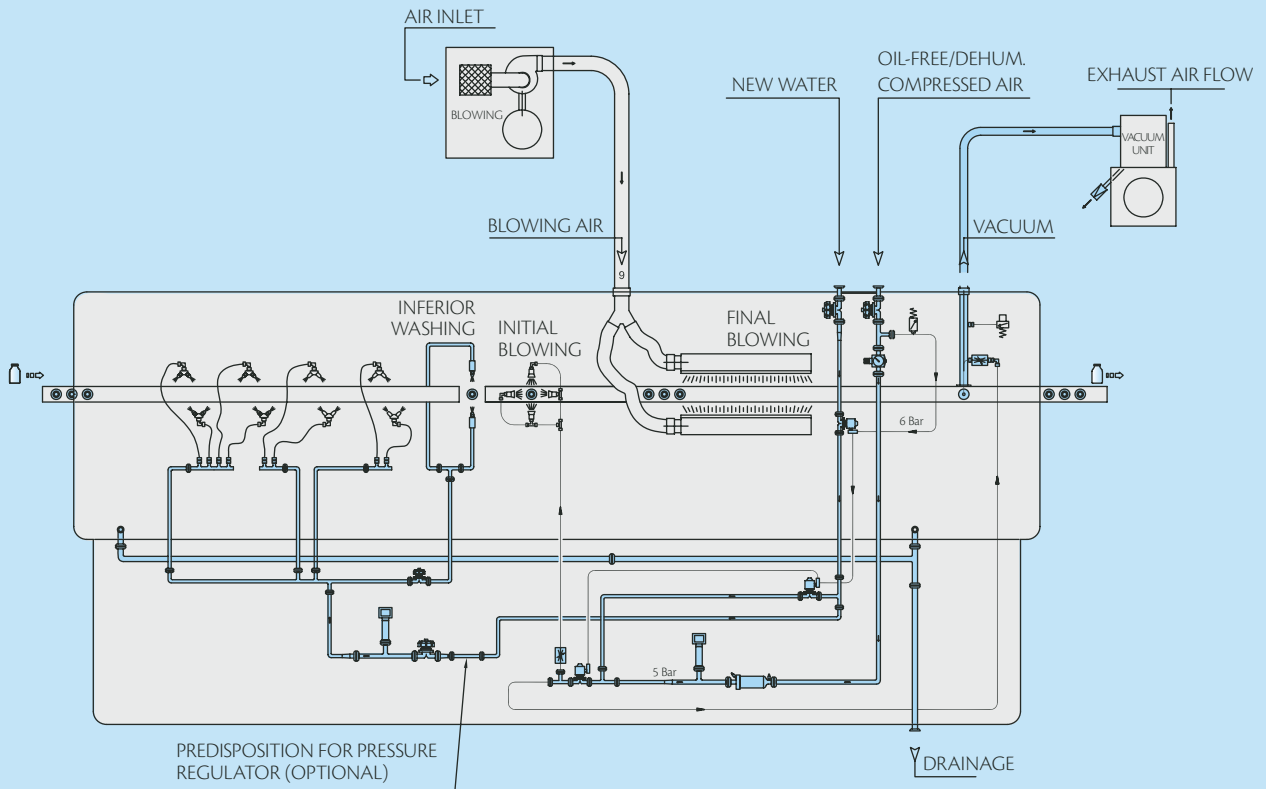 AIR INLET
BLOWING
OIL-FREE/DEHUM.
COMPRESSED AIR
NEW WATER
EXHAUST AIR FLOW
VACUUM
UNIT
BLOWING AIR
VACUUM
9
INFERIOR
WASHING
INITIAL
BLOWING
FINAL
BLOWING
6 Bar
5 Bar
PREDISPOSITION FOR PRESSURE
REGULATOR (OPTIONAL)
DRAINAGE